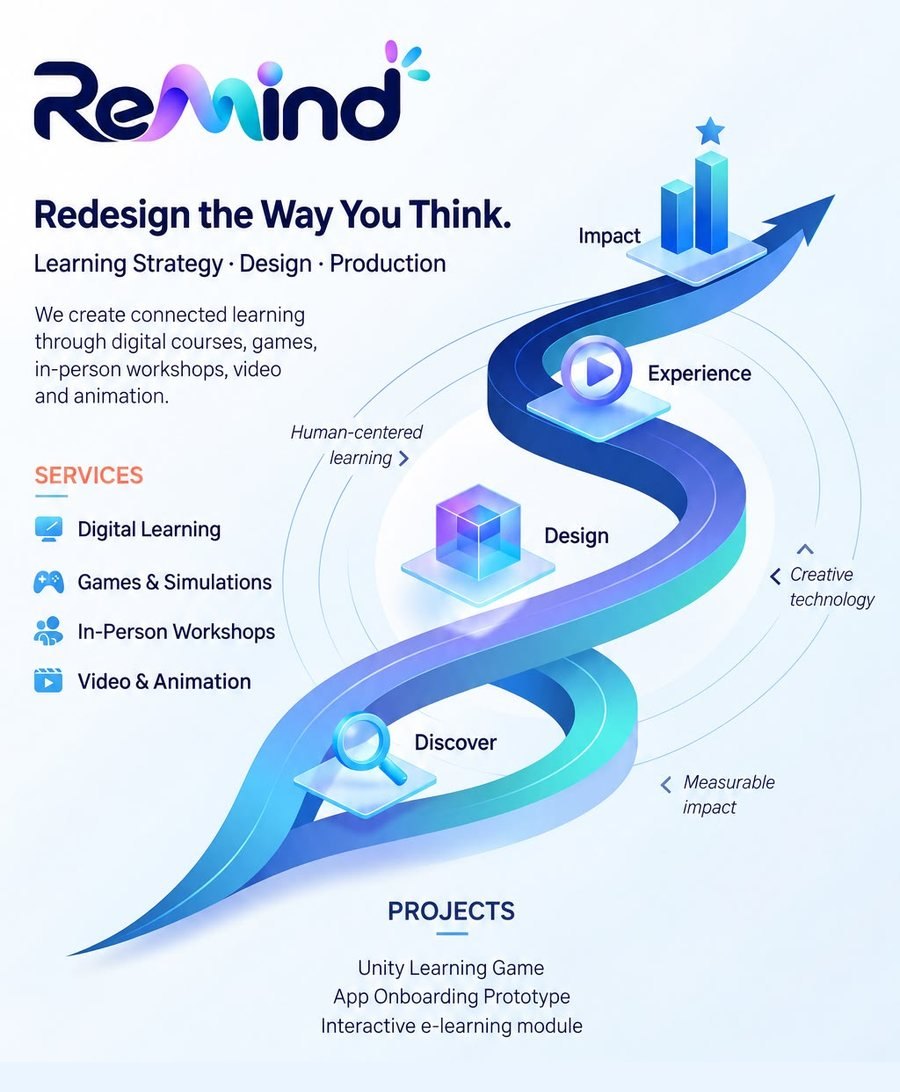 ReMind
Redesign the Way You Think.
Learning Strategy · Design · Production
We create connected learning
through digital courses, games,
in-person workshops, video
and animation.
SERVICES
Digital Learning
Games & Simulations
In-Person Workshops
Video & Animation
Impact
Experience
Human-centered
learning
Design
Creative
technology
Discover
Measurable
impact
PROJECTS
Unity Learning Game
App Onboarding Prototype
Interactive e-learning module